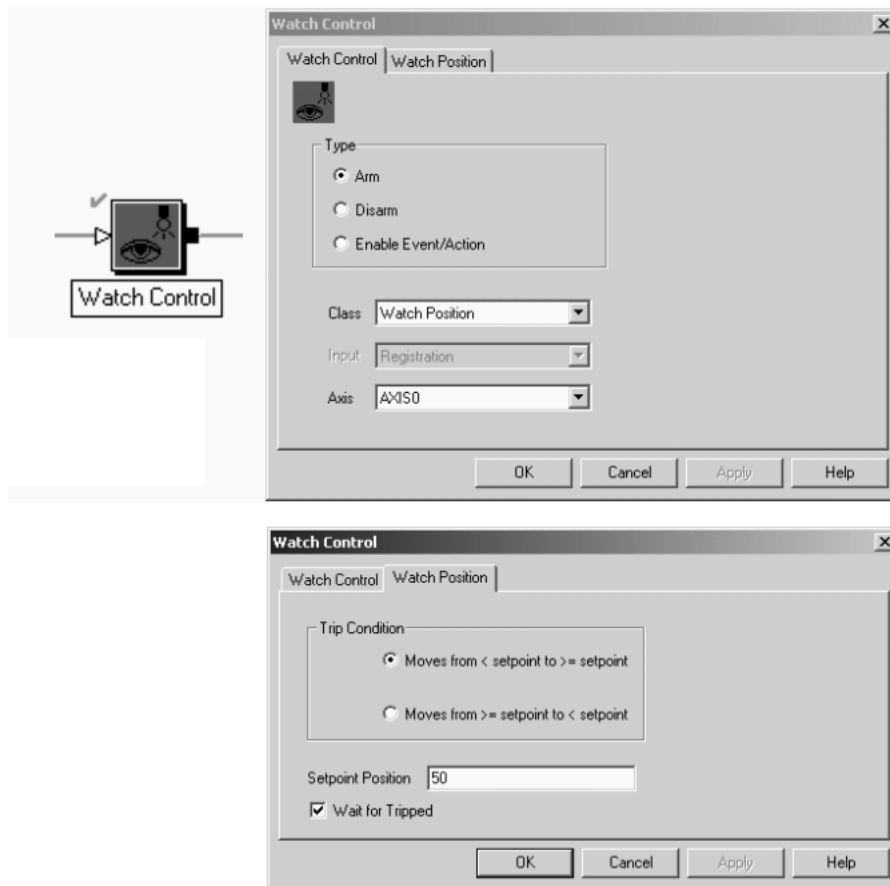 Watch Control
Watch Control Watch Position
Type
Arm
Disarm
Enable Event/Action
Watch Control
Class Watch Position
Input Registration
Axis AXIS0
OK Cancel Apply Help
Watch Control
Watch Control Watch Position
Trip Condition
Moves from < setpoint to >= setpoint
Moves from >= setpoint to < setpoint
Setpoint Position 50
Wait for Tripped
OK Cancel Apply Help